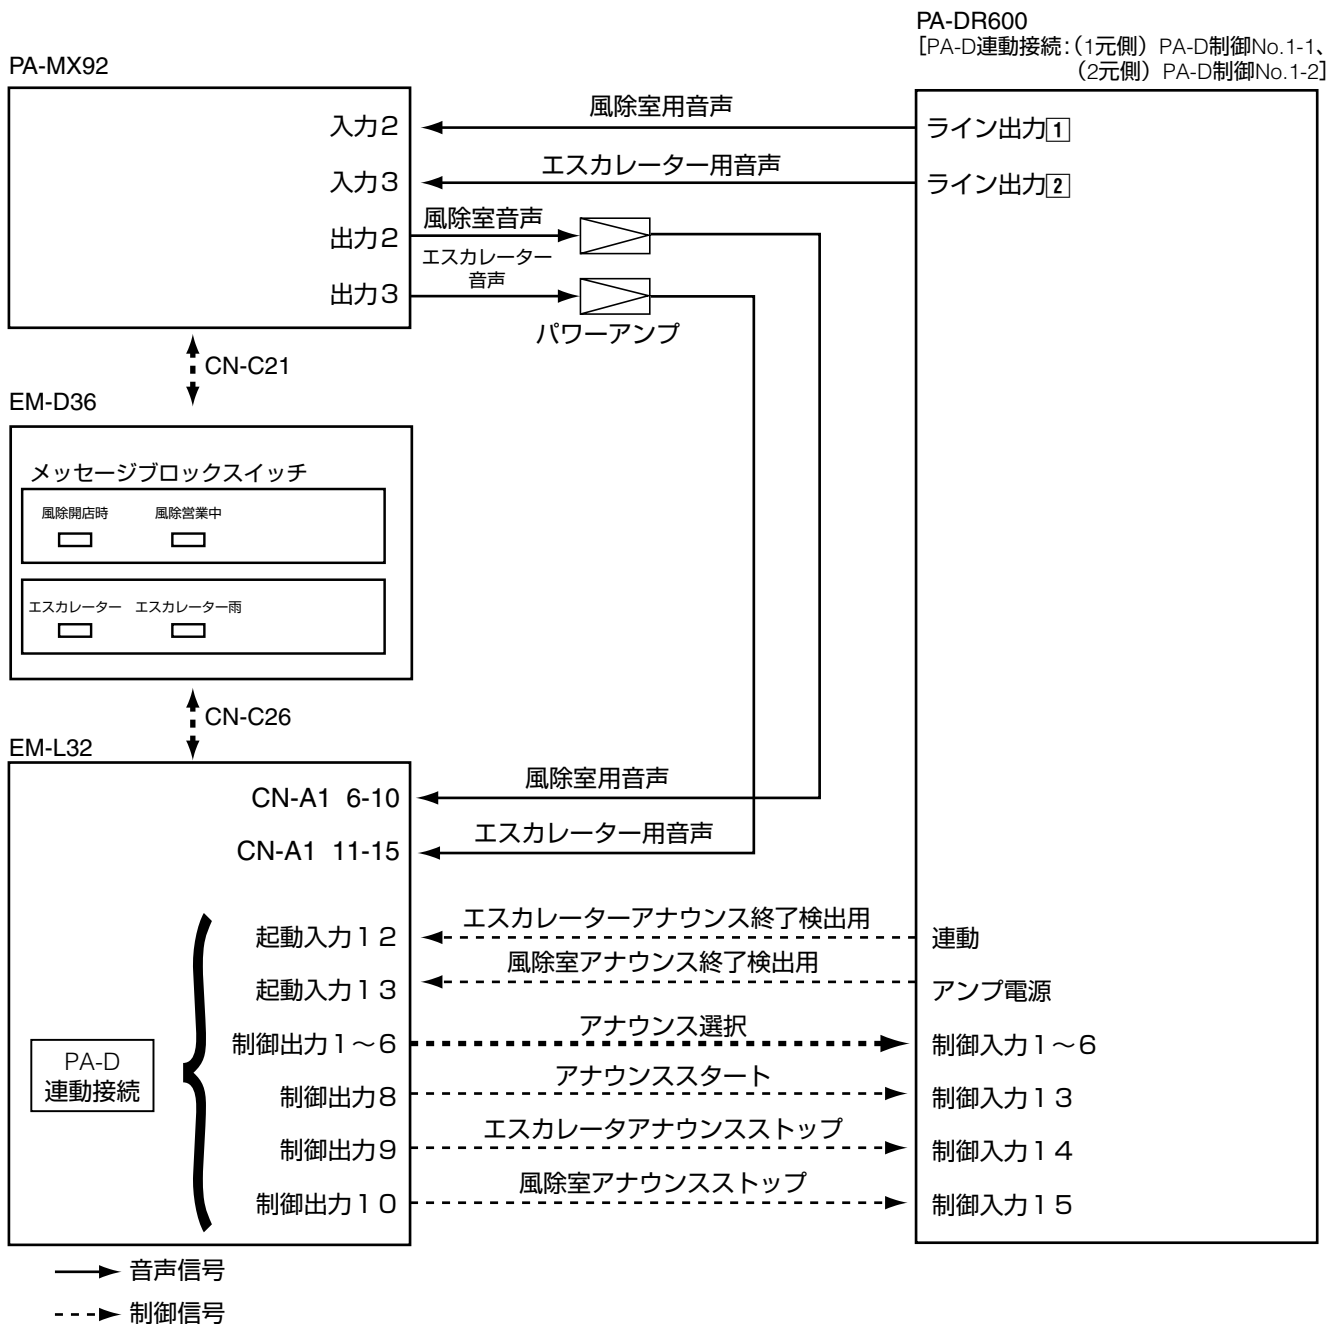 PA-DR600
[PA-D連動接続:(1元側) PA-D制御No.1-1、
(2元側) PA-D制御No.1-2]
PA-MX92
入力2
風除室用音声
ライン出力1
入力3
エスカレーター用音声
ライン出力2
出力2
風除室音声
エスカレーター
音声
出力3
パワーアンプ
CN-C21
EM-D36
メッセージブロックスイッチ
風除開店時
風除営業中
エスカレーター
エスカレーター雨
CN-C26
EM-L32
CN-A1 6-10
風除室用音声
CN-A1 11-15
エスカレーター用音声
起動入力12
エスカレーターアナウンス終了検出用
連動
起動入力13
風除室アナウンス終了検出用
アンプ電源
制御出力1~6
アナウンス選択
制御入力1~6
PA-D
連動接続
制御出力8
アナウンススタート
制御入力13
制御出力9
エスカレータアナウンスストップ
制御入力14
制御出力10
風除室アナウンスストップ
制御入力15
音声信号
制御信号